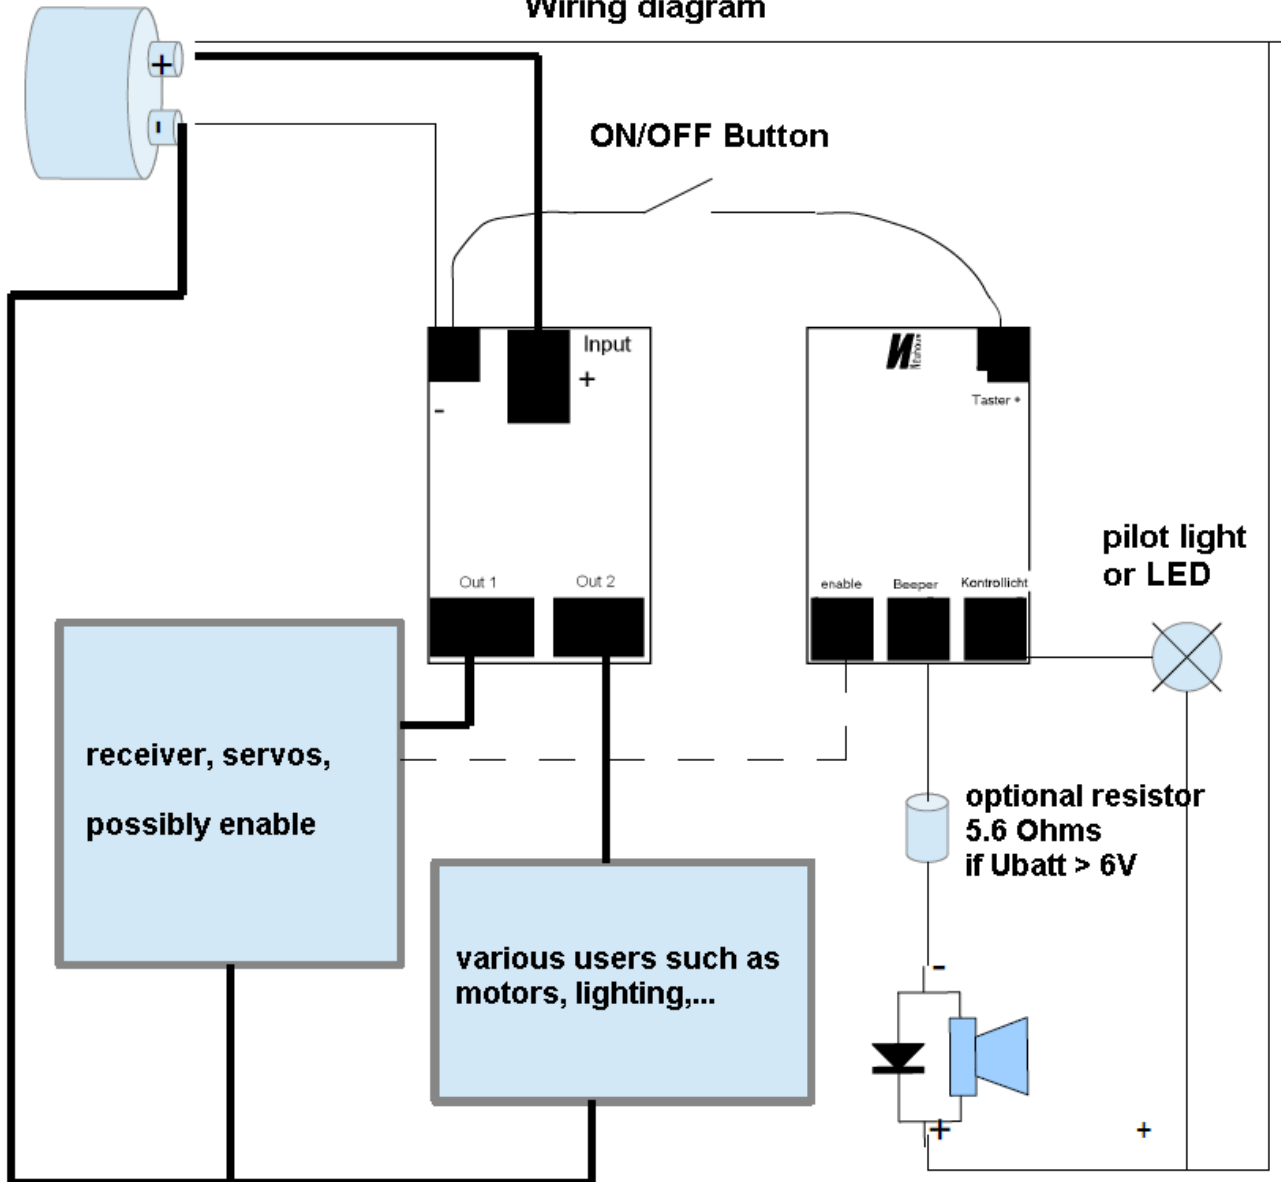 Wiring diagram
+
-
ON/OFF Button
Input
+
-
Neuhaus
Taster +
Out 1
Out 2
enable
Beeper
Kontrollicht
pilot light
or LED
receiver, servos,
possibly enable
optional resistor
5.6 Ohms
if Ubatt > 6V
various users such as
motors, lighting,...
-
+
+